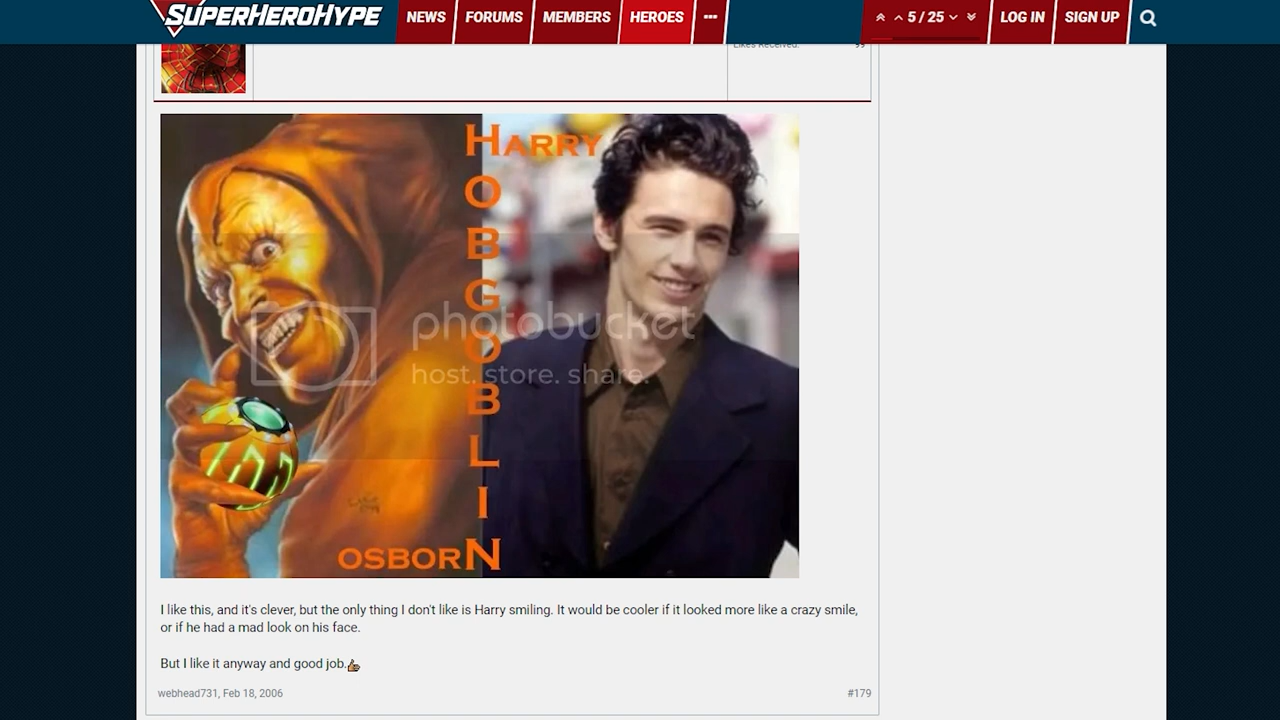 SUPERHEROHYPE
NEWS
FORUMS
MEMBERS
HEROES
•••
5 / 25
LOG IN
SIGN UP
Likes Received:
99
HARRY
HOBGOBLIN
OSBORN
photobucket
host. store. share.
I like this, and it's clever, but the only thing I don't like is Harry smiling. It would be cooler if it looked more like a crazy smile,
or if he had a mad look on his face.
But I like it anyway and good job.
webhead731, Feb 18, 2006
#179